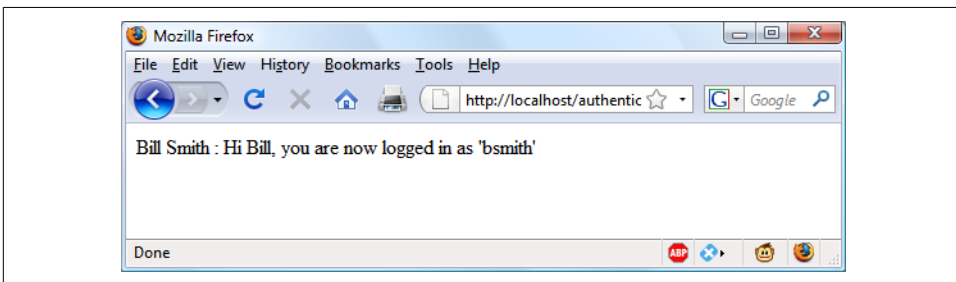 Mozilla Firefox
File Edit View History Bookmarks Tools Help
http://localhost/authentic G Google
Bill Smith : Hi Bill, you are now logged in as 'bsmith'
Done ABP